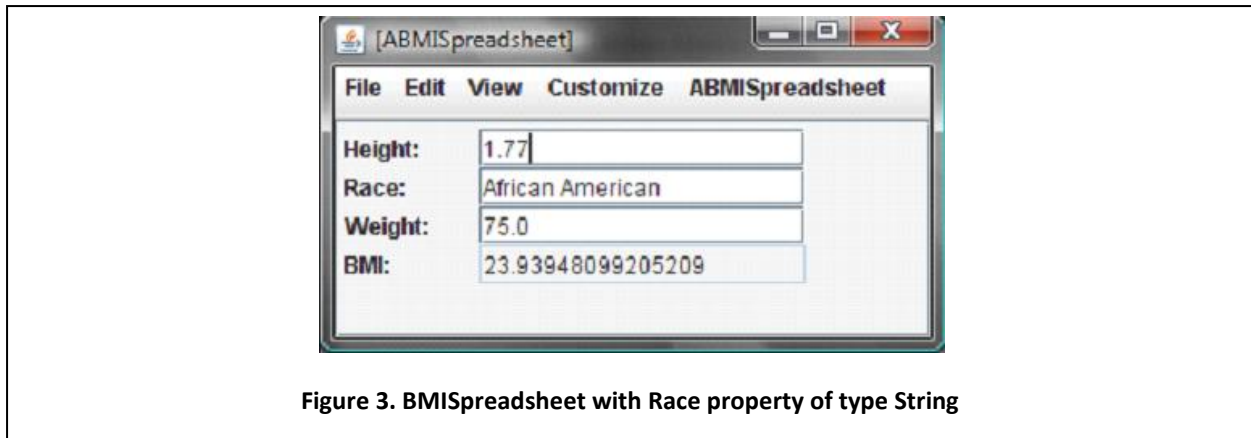 [ABMISpreadsheet]
File Edit View Customize ABMISpreadsheet
Height: 1.77
Race: African American
Weight: 75.0
BMI: 23.93948099205209
Figure 3. BMISpreadsheet with Race property of type String